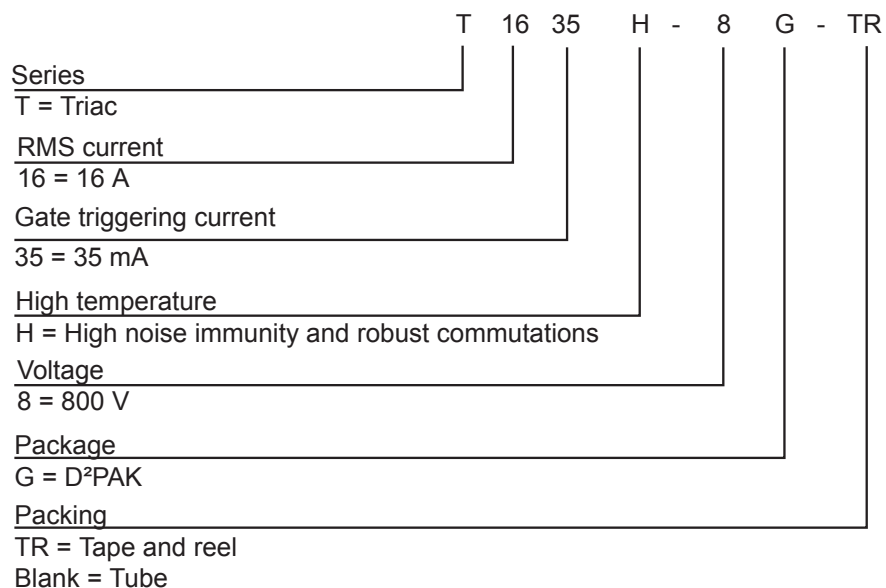 T 16 35 H - 8 G - TR
Series
T = Triac
RMS current
16 = 16 A
Gate triggering current
35 = 35 mA
High temperature
H = High noise immunity and robust commutations
Voltage
8 = 800 V
Package
G = D²PAK
Packing
TR = Tape and reel
Blank = Tube